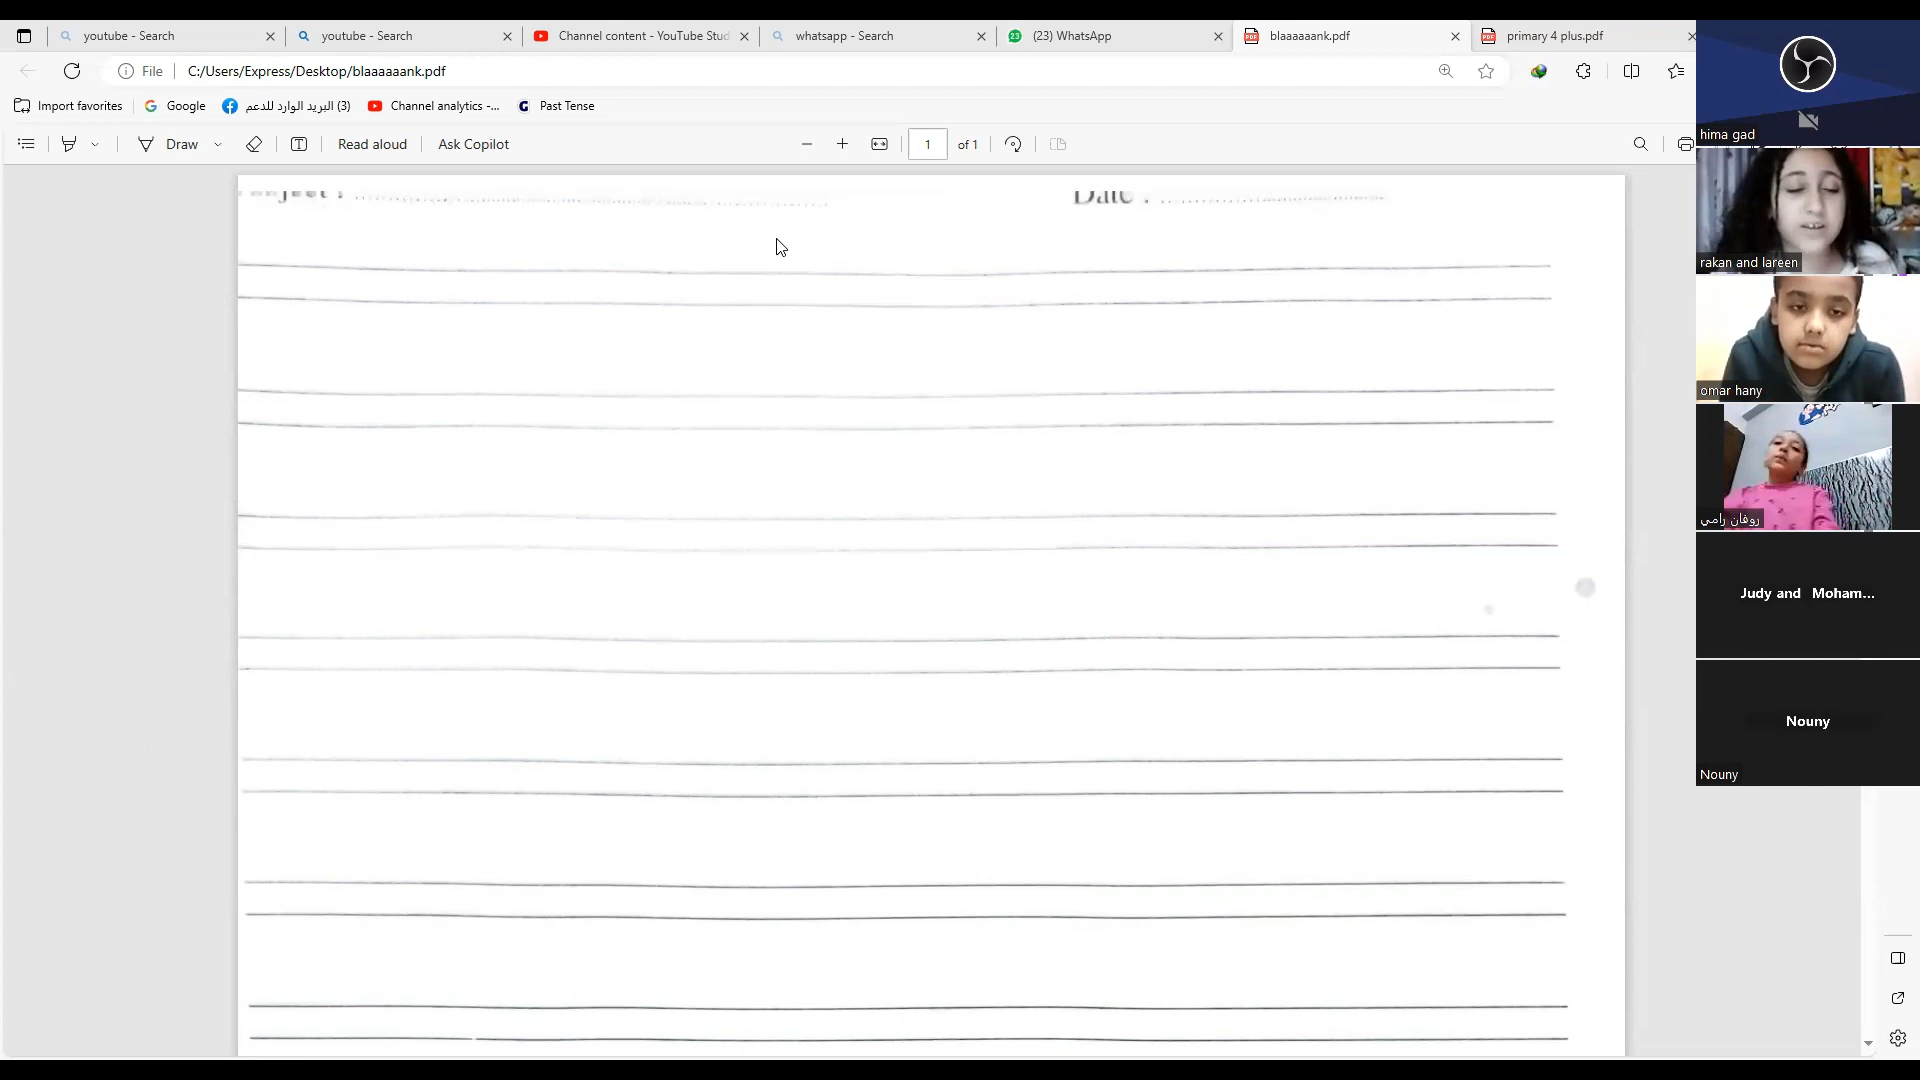 youtube - Search
youtube - Search
Channel content - YouTube Stud
whatsapp - Search
(23) WhatsApp
blaaaaaank.pdf
primary 4 plus.pdf
File
C:/Users/Express/Desktop/blaaaaaank.pdf
Import favorites
Google
(3) البريد الوارد للدعم
Channel analytics -...
Past Tense
Draw
Read aloud
Ask Copilot
1
of 1
Date :
hima gad
rakan and lareen
omar hany
روفان رامي
Judy and Moham...
Nouny
Nouny